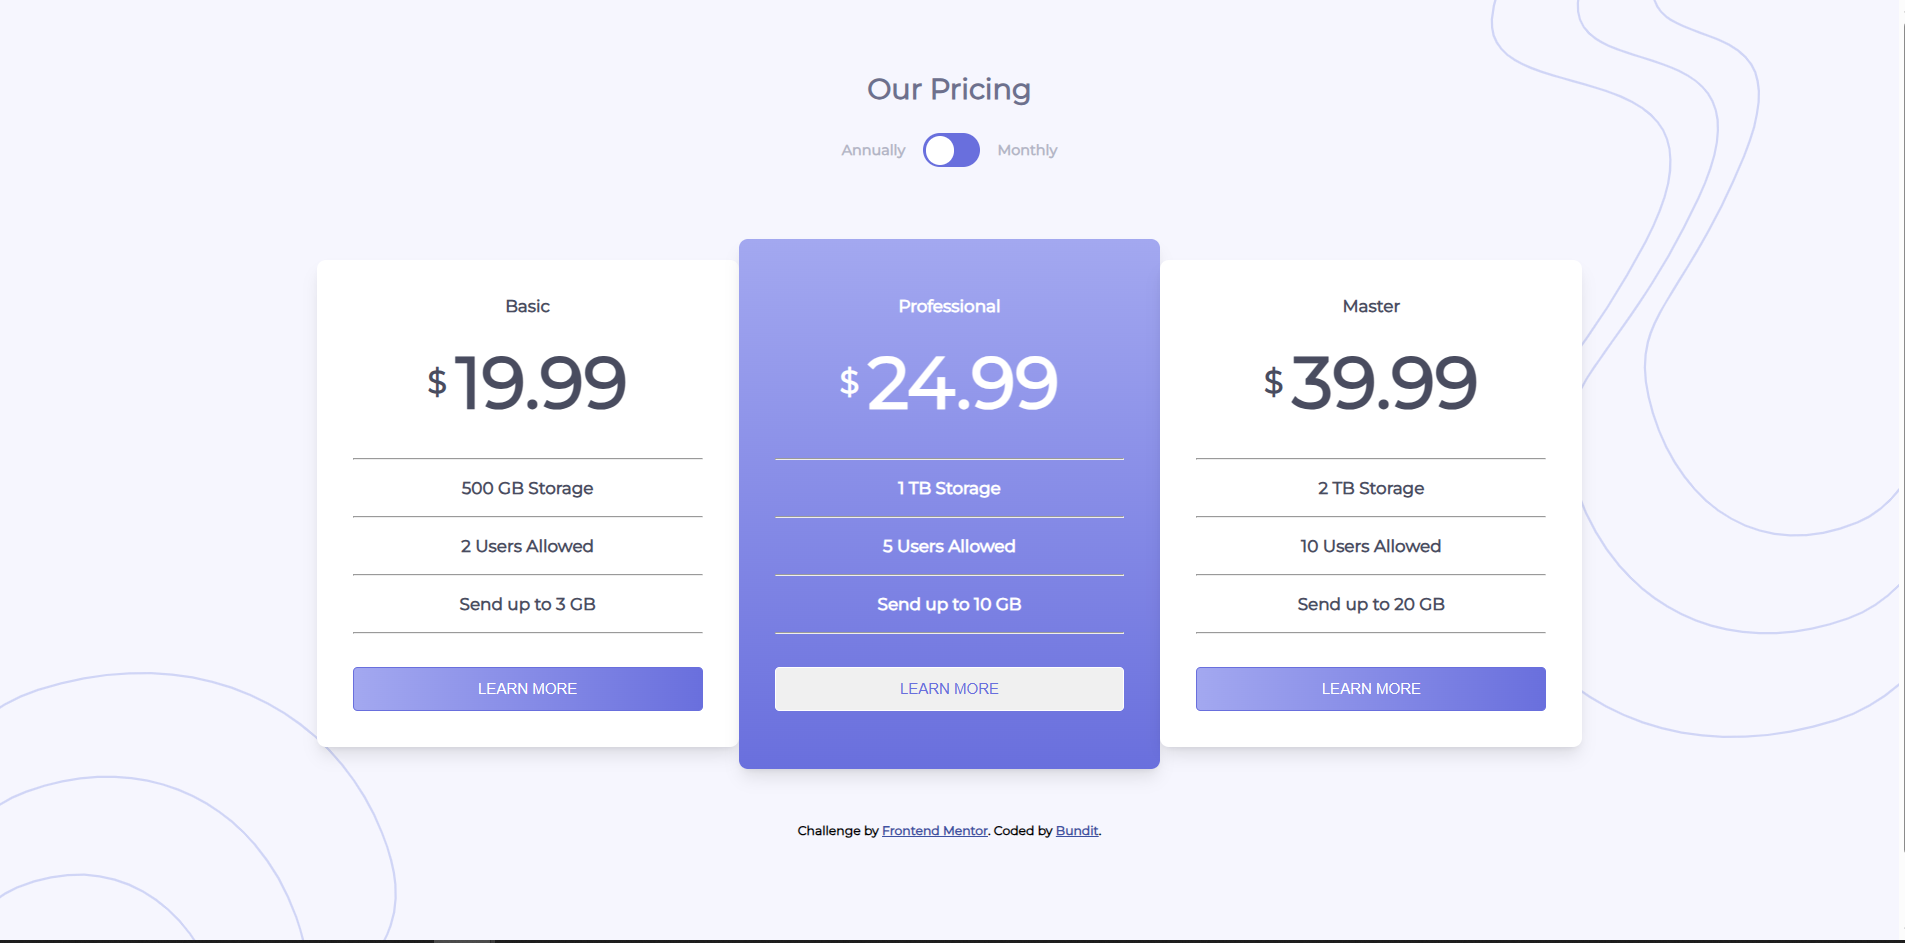 Our Pricing
Annually Monthly
Basic
$ 19.99
500 GB Storage
2 Users Allowed
Send up to 3 GB
LEARN MORE
Professional
$ 24.99
1 TB Storage
5 Users Allowed
Send up to 10 GB
LEARN MORE
Master
$ 39.99
2 TB Storage
10 Users Allowed
Send up to 20 GB
LEARN MORE
Challenge by Frontend Mentor. Coded by Bundit.